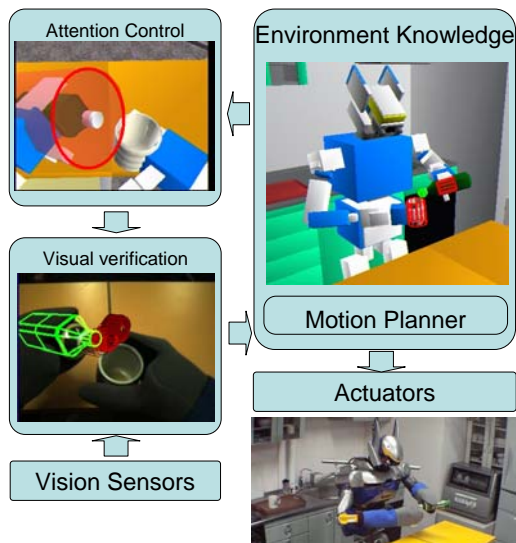 Attention Control
Environment Knowledge
Visual verification
Motion Planner
Actuators
Vision Sensors